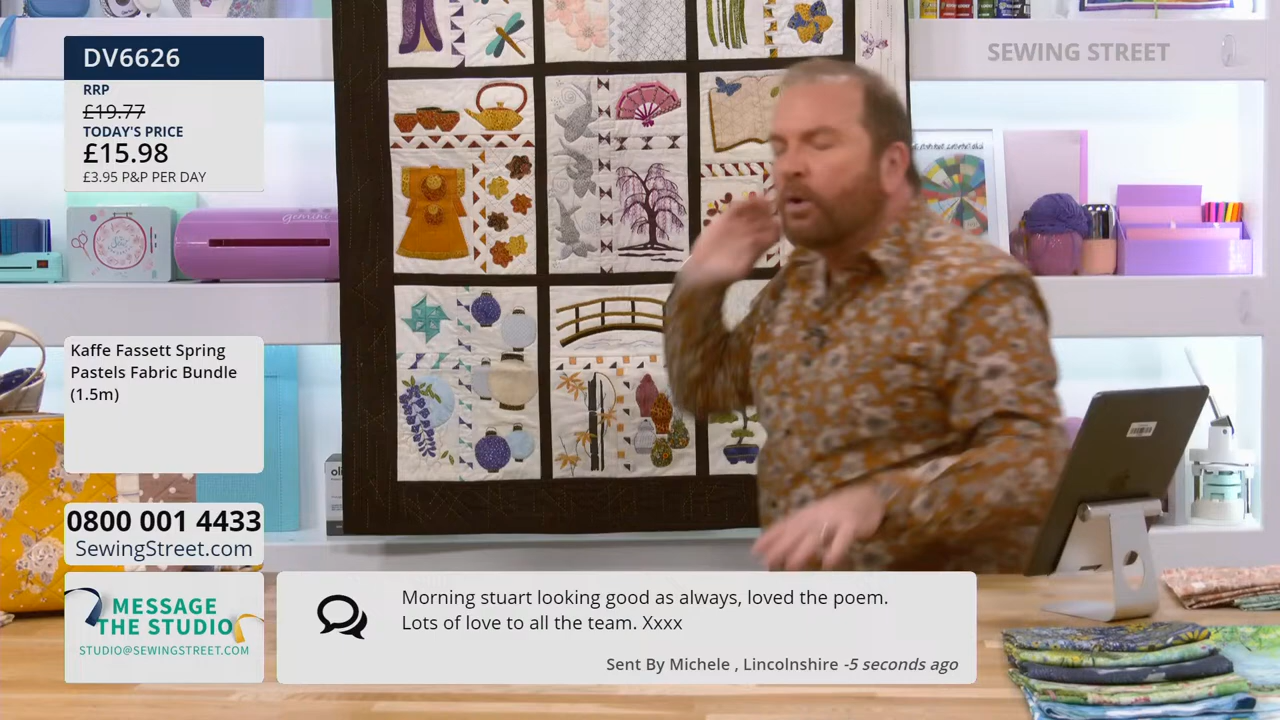 DV6626
RRP
£19.77
TODAY'S PRICE
£15.98
£3.95 P&P PER DAY
SEWING STREET
Gemini
Kaffe Fassett Spring
Pastels Fabric Bundle
(1.5m)
0800 001 4433
SewingStreet.com
MESSAGE
THE STUDIO
STUDIO@SEWINGSTREET.COM
Morning stuart looking good as always, loved the poem.
Lots of love to all the team. Xxxx
Sent By Michele , Lincolnshire -5 seconds ago